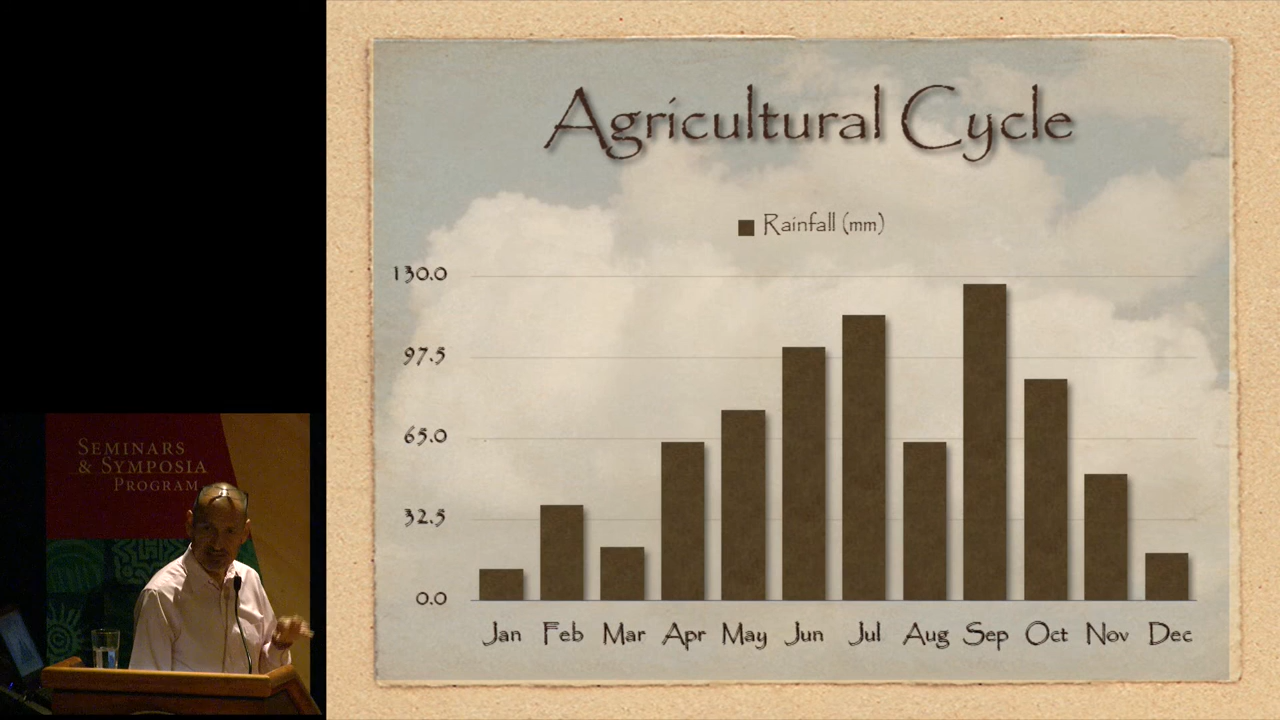 Agricultural Cycle
Rainfall (mm)
130.0
97.5
65.0
32.5
0.0
Jan Feb Mar Apr May Jun Jul Aug Sep Oct Nov Dec
SEMINARS
& SYMPOSIA
PROGRAM